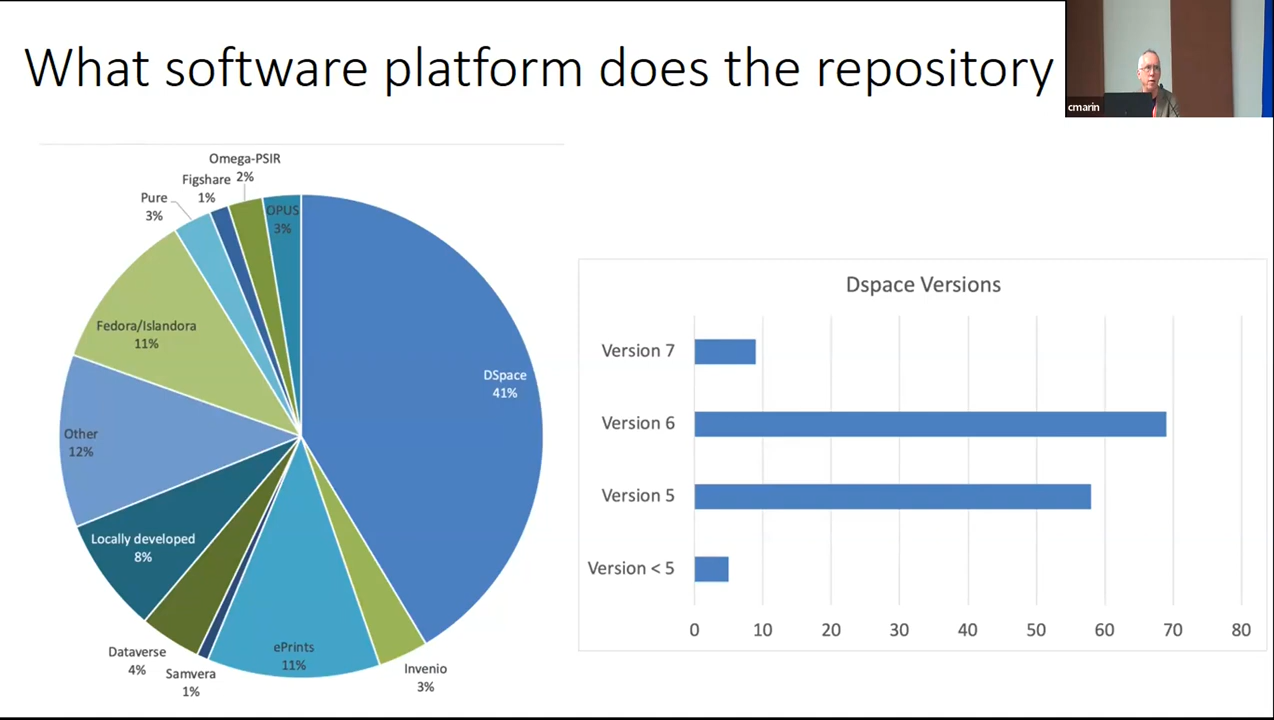 What software platform does the repository
cmarin
Omega-PSIR
2%
Figshare
1%
Pure
3%
OPUS
3%
Fedora/Islandora
11%
DSpace
41%
Other
12%
Locally developed
8%
Dataverse
4%
Samvera
1%
ePrints
11%
Invenio
3%
Dspace Versions
Version 7
Version 6
Version 5
Version < 5
0 10 20 30 40 50 60 70 80